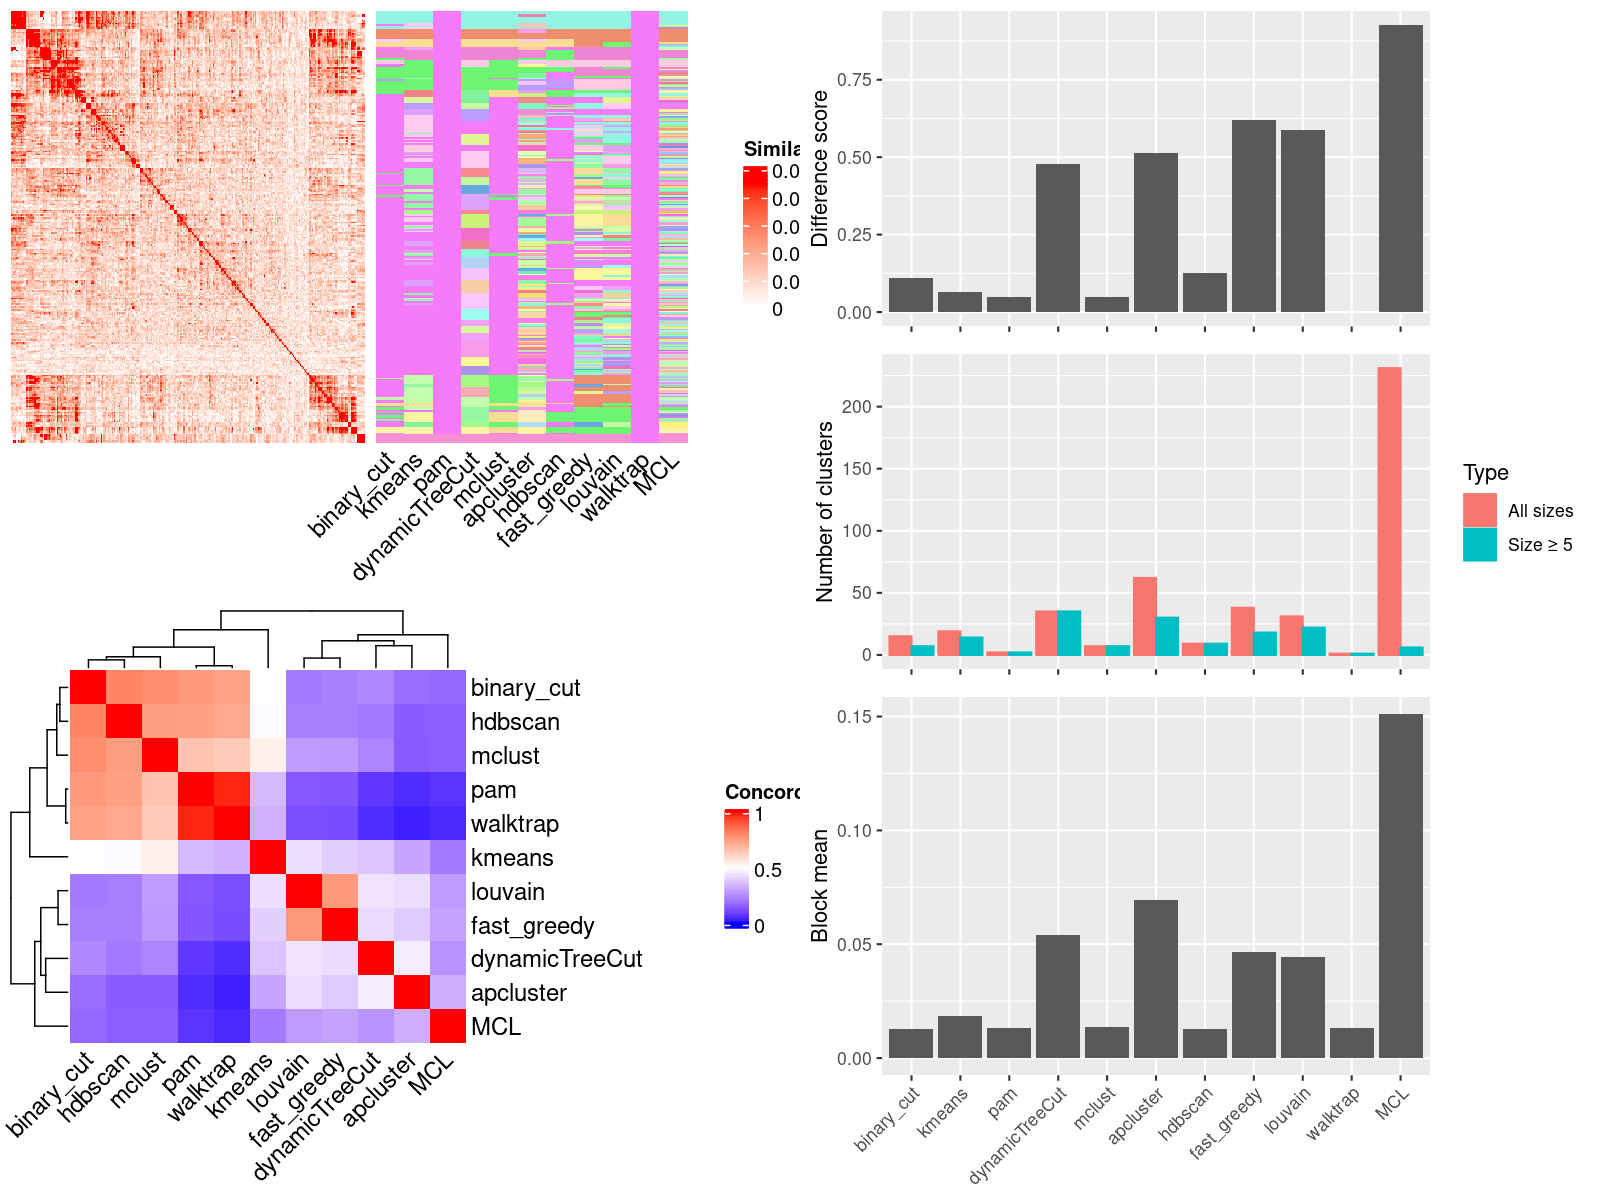 Simila
0.0
0.0
0.0
0.0
0.0
0
binary_cut
kmeans
pam
dynamicTreeCut
mclust
apcluster
hdbscan
fast_greedy
louvain
walktrap
MCL
binary_cut
hdbscan
mclust
pam
walktrap
kmeans
louvain
fast_greedy
dynamicTreeCut
apcluster
MCL
binary_cut
hdbscan
mclust
pam
walktrap
kmeans
louvain
fast_greedy
dynamicTreeCut
apcluster
MCL
Concord
1
0.5
0
Difference score
0.75
0.50
0.25
0.00
Number of clusters
200
150
100
50
0
Type
All sizes
Size ≥ 5
Block mean
0.15
0.10
0.05
0.00
binary_cut
kmeans
pam
dynamicTreeCut
mclust
apcluster
hdbscan
fast_greedy
louvain
walktrap
MCL